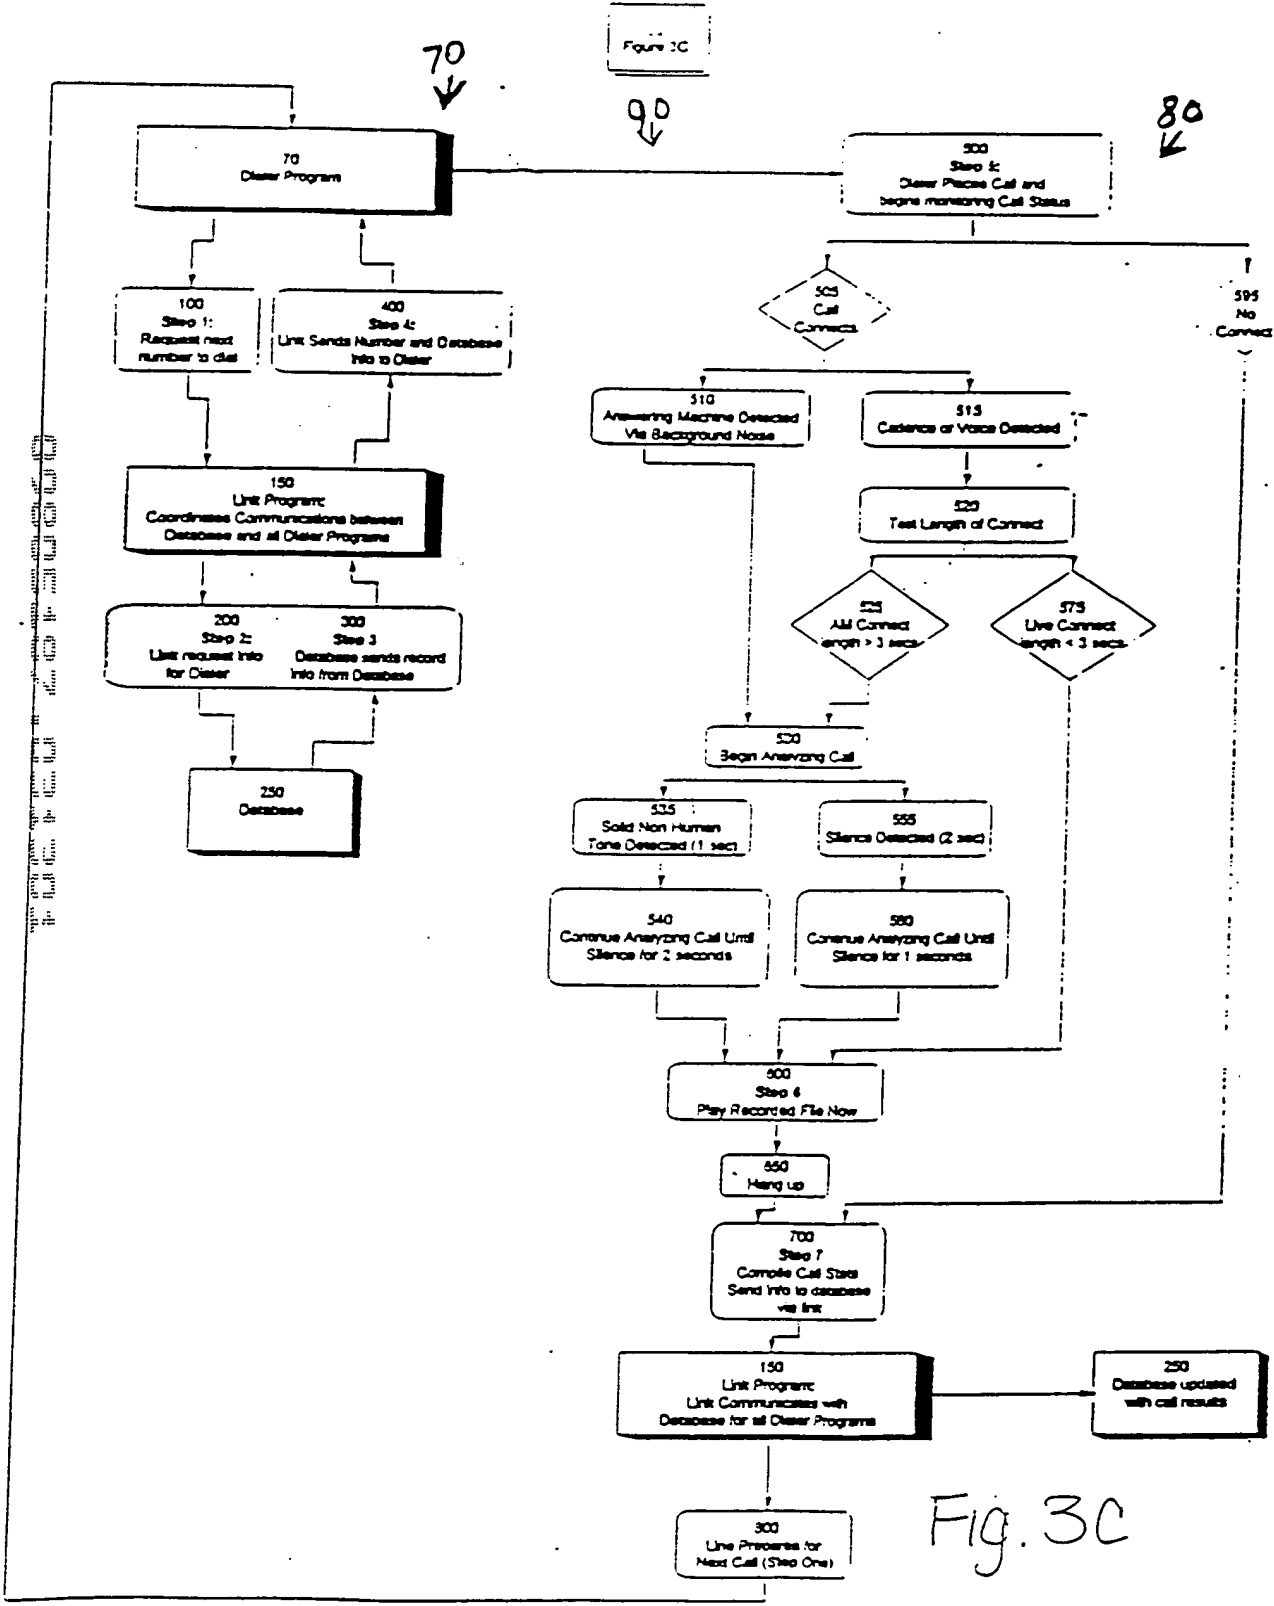 Figure 3C
70
90
80
70
Dialer Program
500
Step 5:
Dialer Places Call and
begins monitoring Call Status
100
Step 1:
Request next
number to dial
400
Step 4:
Link Sends Number and Database
Info to Dialer
505
Call
Connects
595
No
Connect
510
Answering Machine Detected
Via Background Noise
515
Cadence of Voice Detected
150
Link Program:
Coordinates Communications between
Database and all Dialer Programs
520
Test Length of Connect
525
AM Connect
length > 3 secs
575
Live Connect
length < 3 secs
200
Step 2:
Link request info
for Dialer
300
Step 3
Database sends record
info from Database
530
Begin Analyzing Call
250
Database
535
Solid Non Human
Tone Detected (1 sec)
555
Silence Detected (2 sec)
540
Continue Analyzing Call Until
Silence for 2 seconds
560
Continue Analyzing Call Until
Silence for 1 seconds
600
Step 6
Play Recorded File Now
650
Hang up
700
Step 7
Compile Call Stats
Send Info to database
via link
150
Link Program:
Link Communicates with
Database for all Dialer Programs
250
Database updated
with call results
800
Line Prepares for
Next Call (Step One)
Fig. 3C